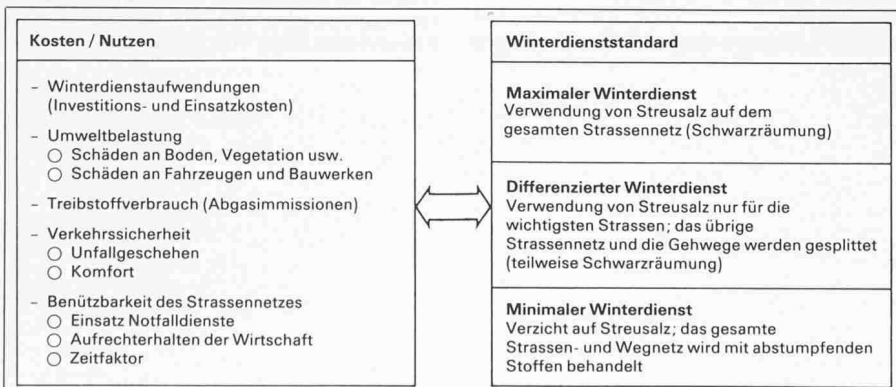 Kosten / Nutzen
– Winterdienstaufwendungen
(Investitions- und Einsatzkosten)
– Umweltbelastung
○ Schäden an Boden, Vegetation usw.
○ Schäden an Fahrzeugen und Bauwerken
– Treibstoffverbrauch (Abgasimmissionen)
– Verkehrssicherheit
○ Unfallgeschehen
○ Komfort
– Benützbarkeit des Strassennetzes
○ Einsatz Notfalldienste
○ Aufrechterhalten der Wirtschaft
○ Zeitfaktor
Winterdienststandard
Maximaler Winterdienst
Verwendung von Streusalz auf dem
gesamten Strassennetz (Schwarzräumung)
Differenzierter Winterdienst
Verwendung von Streusalz nur für die
wichtigsten Strassen; das übrige
Strassennetz und die Gehwege werden gesplittet
(teilweise Schwarzräumung)
Minimaler Winterdienst
Verzicht auf Streusalz; das gesamte
Strassen- und Wegnetz wird mit abstumpfenden
Stoffen behandelt